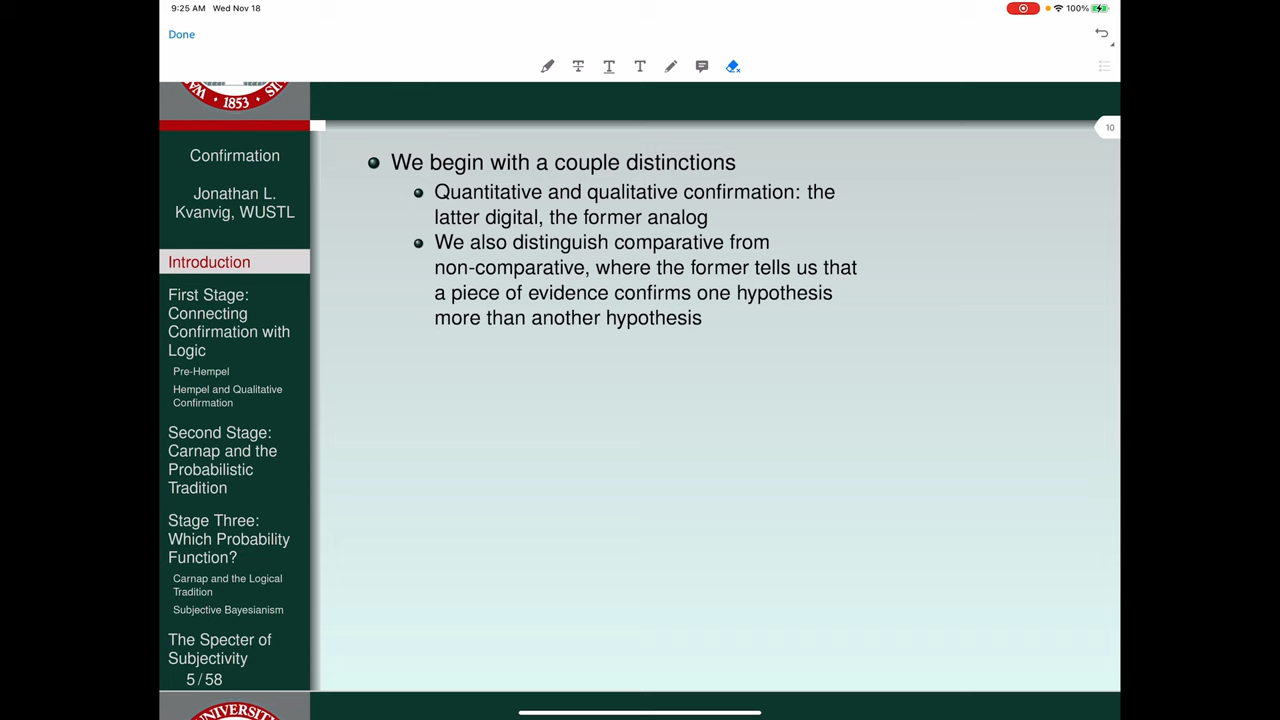 9:25 AM Wed Nov 18
100%
Done
T
10
1853
Confirmation
Jonathan L.
Kvanvig, WUSTL
Introduction
First Stage:
Connecting
Confirmation with
Logic
Pre-Hempel
Hempel and Qualitative
Confirmation
Second Stage:
Carnap and the
Probabilistic
Tradition
Stage Three:
Which Probability
Function?
Carnap and the Logical
Tradition
Subjective Bayesianism
The Specter of
Subjectivity
5 / 58
We begin with a couple distinctions
Quantitative and qualitative confirmation: the
latter digital, the former analog
We also distinguish comparative from
non-comparative, where the former tells us that
a piece of evidence confirms one hypothesis
more than another hypothesis
UNIVERSI